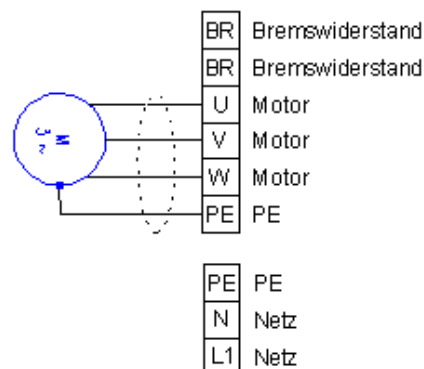 BR Bremswiderstand
BR Bremswiderstand
U Motor
V Motor
W Motor
PE PE
M
PE PE
N Netz
L1 Netz